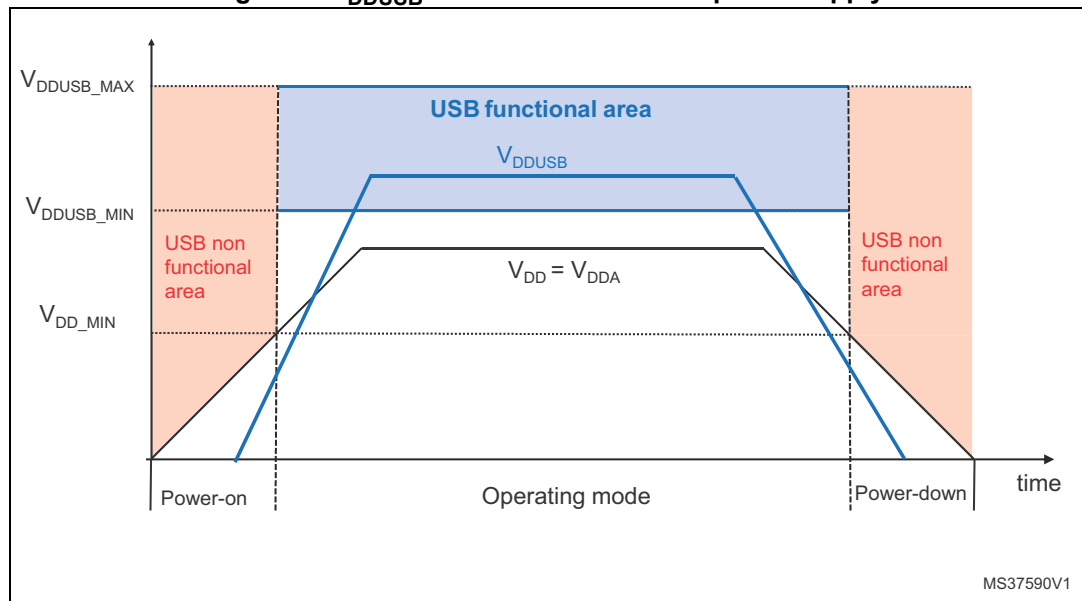 DDUSB
VDDUSB_MAX
USB functional area
VDDUSB
VDDUSB_MIN
USB non
functional
area
USB non
functional
area
VDD = VDDA
VDD_MIN
time
Power-on
Operating mode
Power-down
MS37590V1